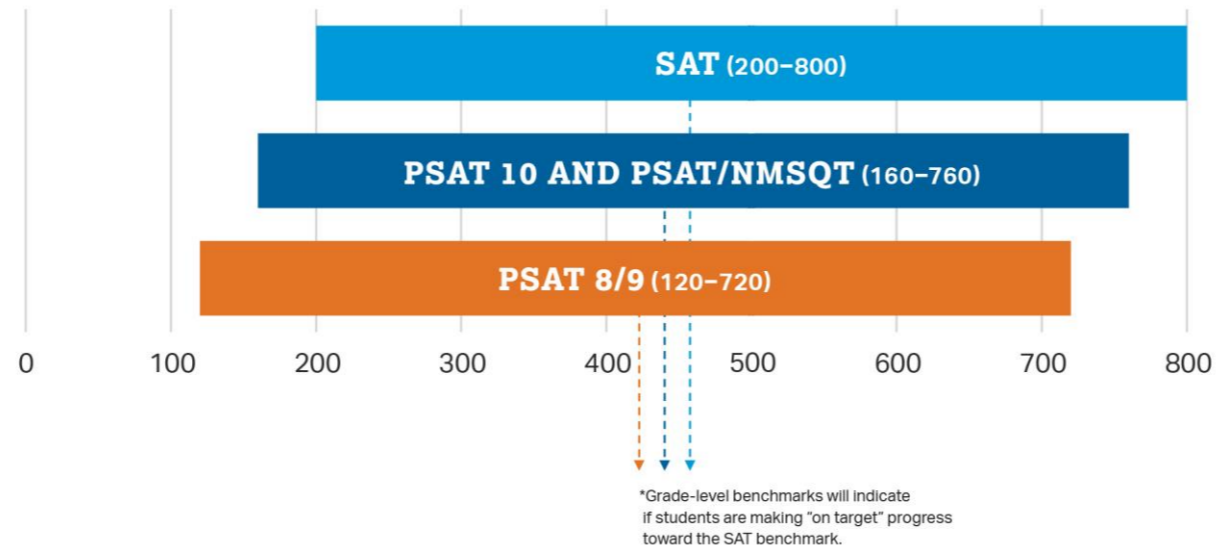 SAT (200–800)
PSAT 10 AND PSAT/NMSQT (160–760)
PSAT 8/9 (120–720)
0 100 200 300 400 500 600 700 800
*Grade-level benchmarks will indicate
if students are making "on target" progress
toward the SAT benchmark.